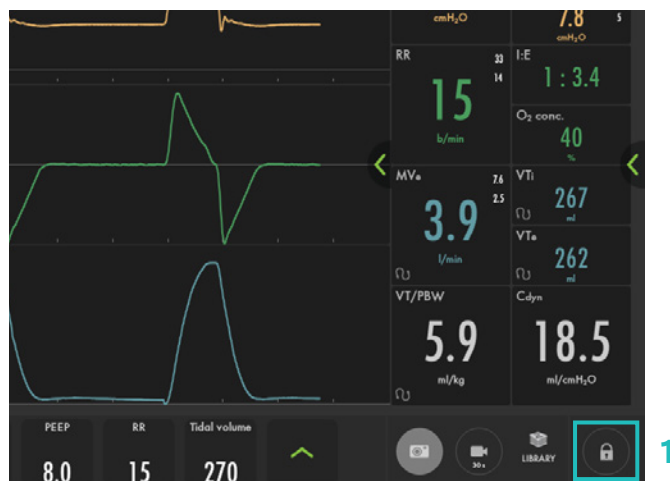 cmH₂O
7.8
5
cmH₂O
RR
33
14
15
b/min
I:E
1 : 3.4
O₂ conc.
40
%
MVe
7.6
2.5
3.9
l/min
VTi
267
ml
VTe
262
ml
VT/PBW
5.9
ml/kg
Cdyn
18.5
ml/cmH₂O
PEEP
8.0
RR
15
Tidal volume
270
30 s
LIBRARY
1